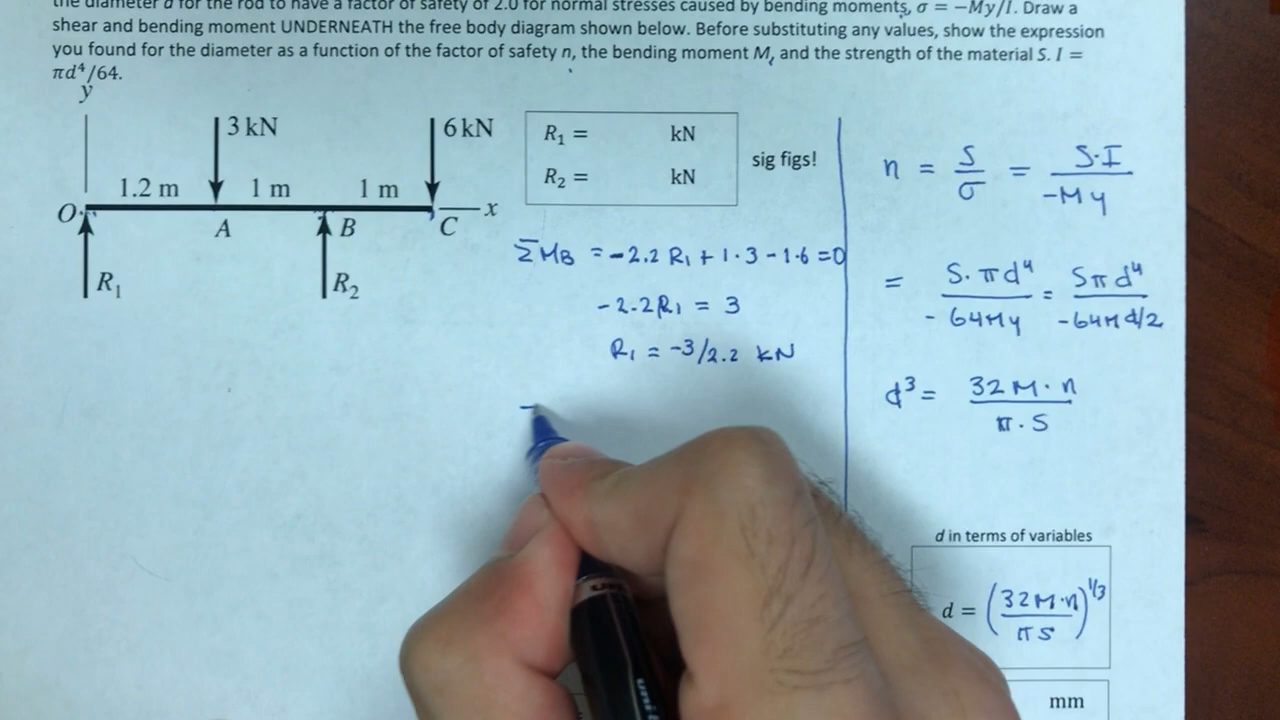 the diameter d for the rod to have a factor of safety of 2.0 for normal stresses caused by bending moments, σ = −My/I. Draw a
shear and bending moment UNDERNEATH the free body diagram shown below. Before substituting any values, show the expression
you found for the diameter as a function of the factor of safety n, the bending moment M, and the strength of the material S. I =
πd⁴/64.
y
3 kN
6 kN
1.2 m
1 m
1 m
O
x
A
B
C
R₁
R₂
R₁ = kN
R₂ = kN
sig figs!
ΣMB = -2.2 R₁ + 1·3 - 1·6 = 0
-2.2R₁ = 3
R₁ = -3/2.2 kN
n = S/σ = S·I/-My
= S·πd⁴/-64My = Sπd⁴/-64Md/2
d³ = 32M·n/π·S
d in terms of variables
d = (32M·n/πS)^1/3
mm
uni